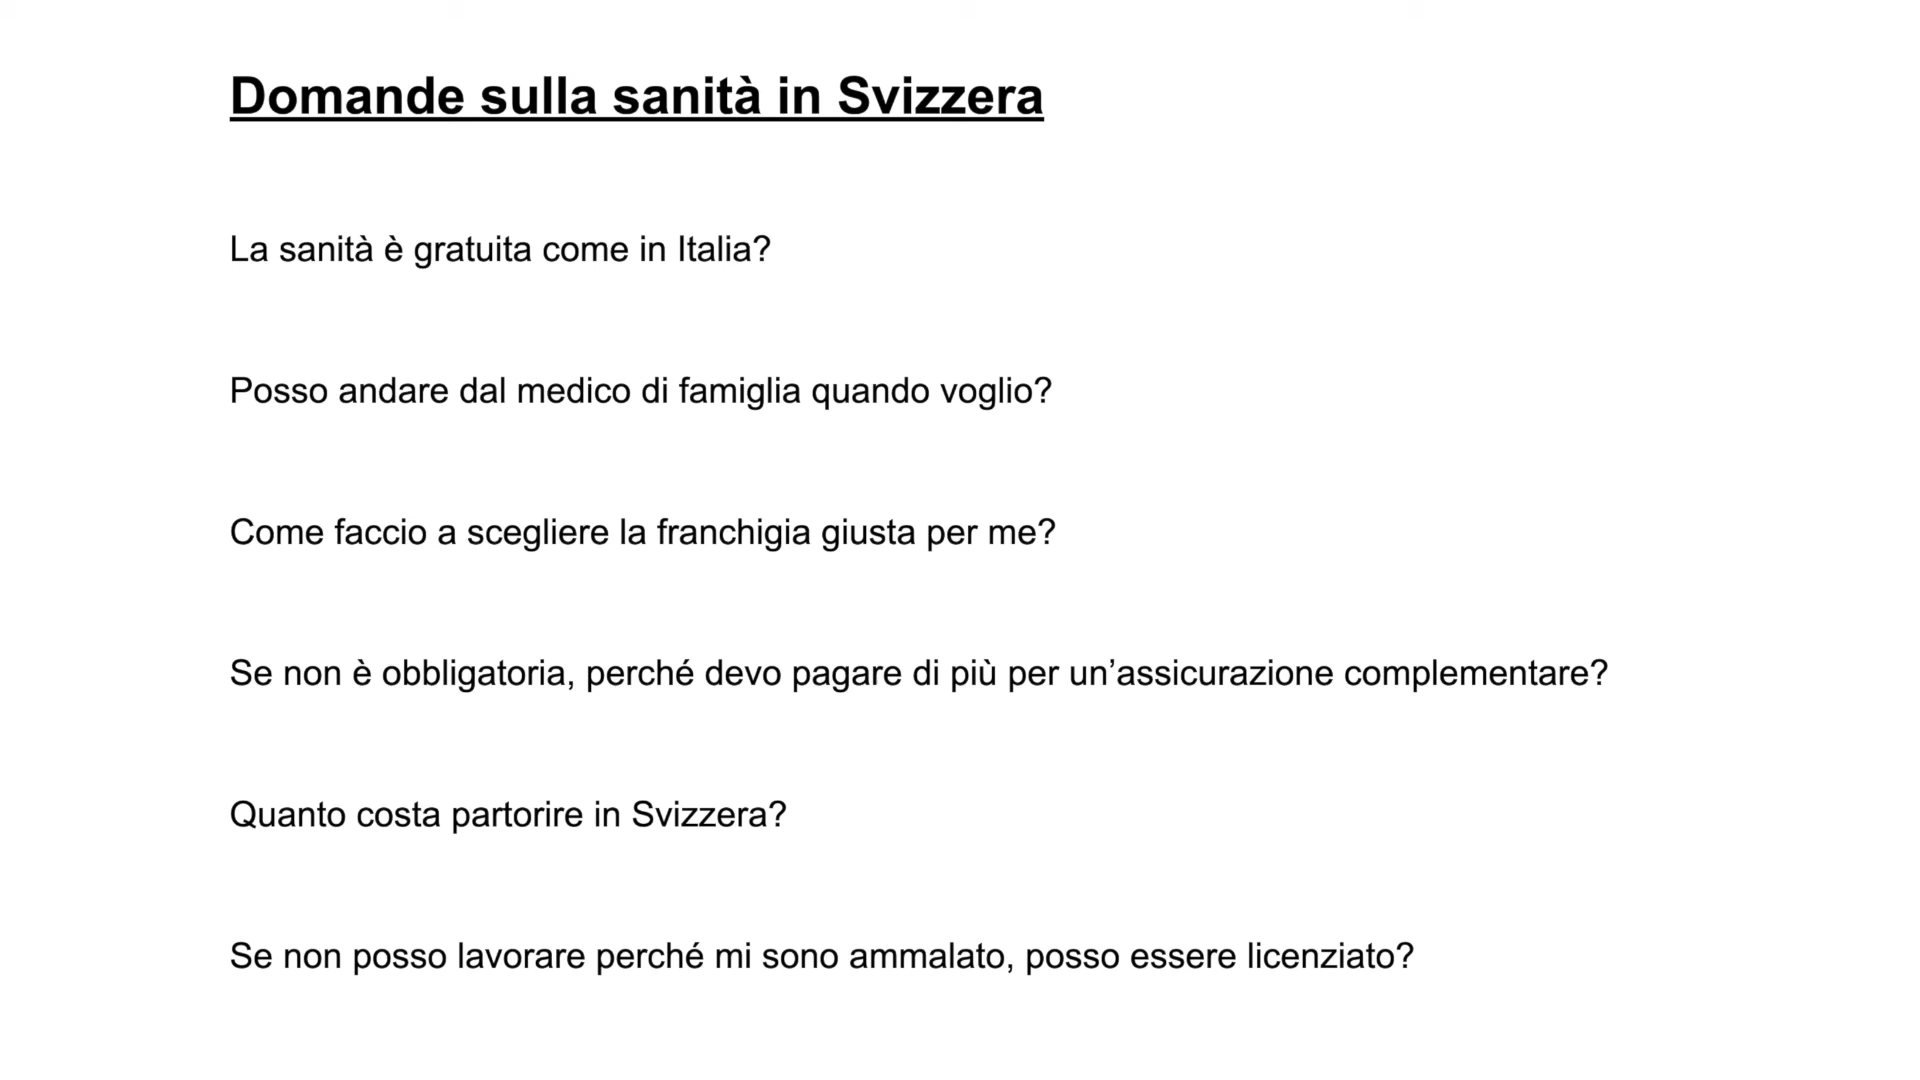 Domande sulla sanità in Svizzera
La sanità è gratuita come in Italia?
Posso andare dal medico di famiglia quando voglio?
Come faccio a scegliere la franchigia giusta per me?
Se non è obbligatoria, perché devo pagare di più per un’assicurazione complementare?
Quanto costa partorire in Svizzera?
Se non posso lavorare perché mi sono ammalato, posso essere licenziato?